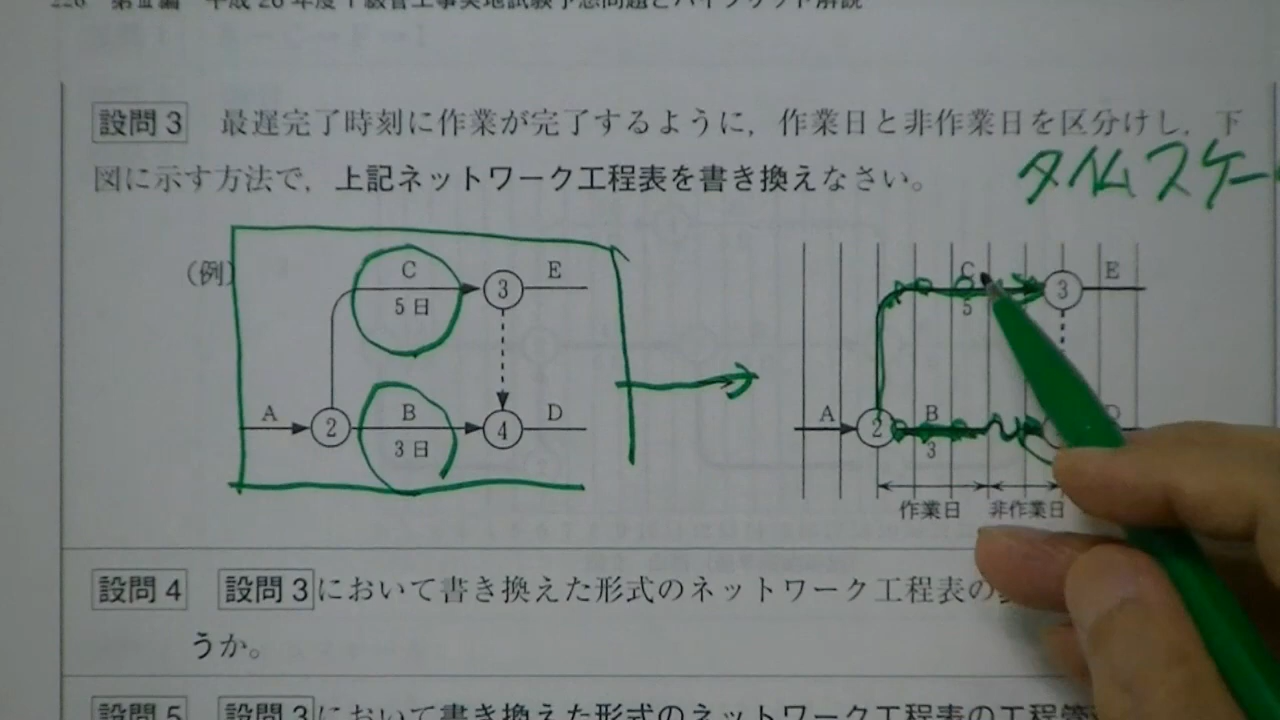 設問3 最遅完了時刻に作業が完了するように，作業日と非作業日を区分けし，下
図に示す方法で，上記ネットワーク工程表を書き換えなさい。
タイムスケー
(例)
C
5日
3
E
A
2
B
3日
4
D
C
5
3
E
A
2
B
3
D
作業日
非作業日
設問4 設問3において書き換えた形式のネットワーク工程表の
うか。
設問5 設問3において書き換えた形式のネットワーク工程表の工程管